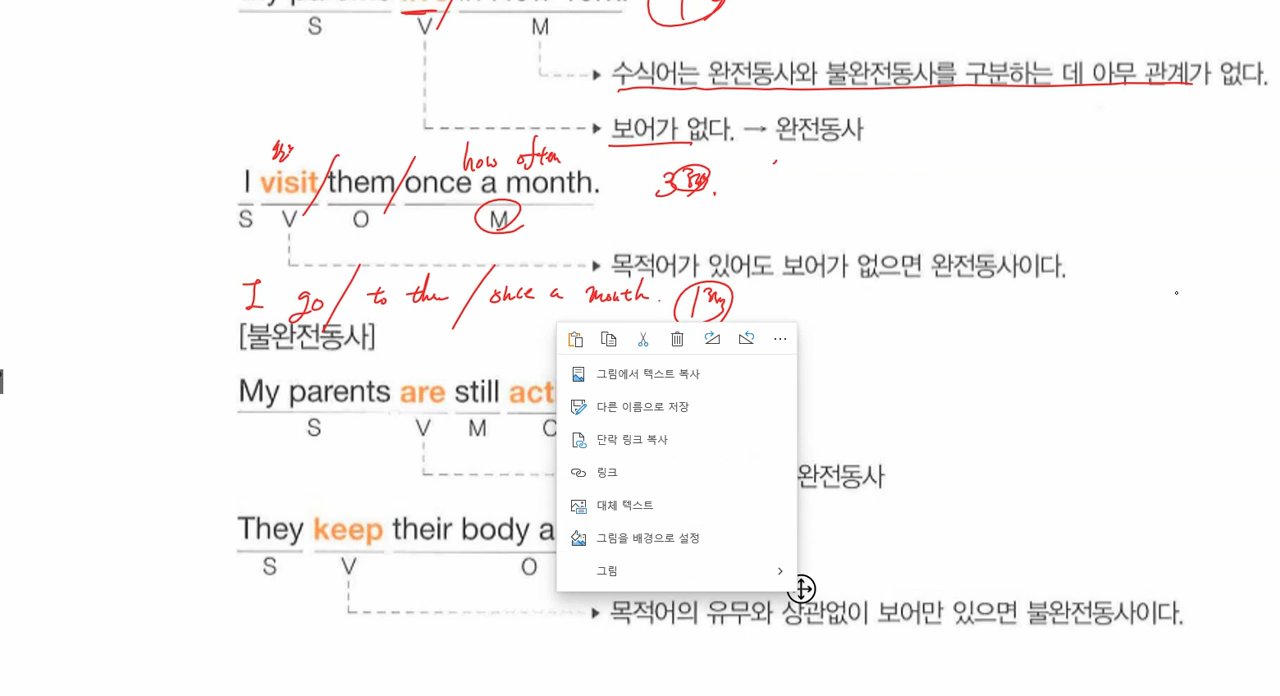 S V M
수식어는 완전동사와 불완전동사를 구분하는 데 아무 관계가 없다.
보어가 없다. → 완전동사
how often
I visit them once a month.
S V O M
목적어가 있어도 보어가 없으면 완전동사이다.
I go / to the / once a month.
[불완전동사]
그림에서 텍스트 복사
My parents are still act
다른 이름으로 저장
S V M C
단락 링크 복사
링크
완전동사
대체 텍스트
They keep their body a
그림을 배경으로 설정
S V O
그림
목적어의 유무와 상관없이 보어만 있으면 불완전동사이다.